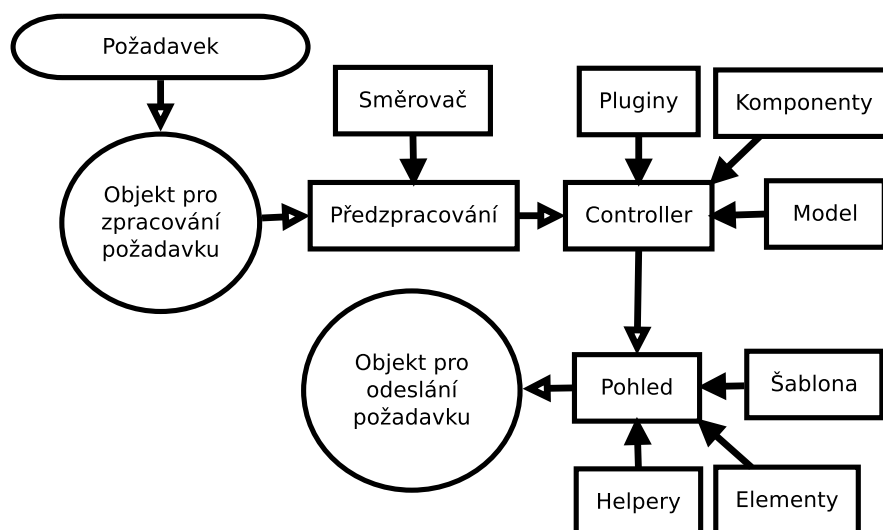 Požadavek
Směrovač
Pluginy
Komponenty
Objekt pro
zpracování
požadavku
Předzpracování
Controller
Model
Objekt pro
odeslání
požadavku
Pohled
Šablona
Helpery
Elementy